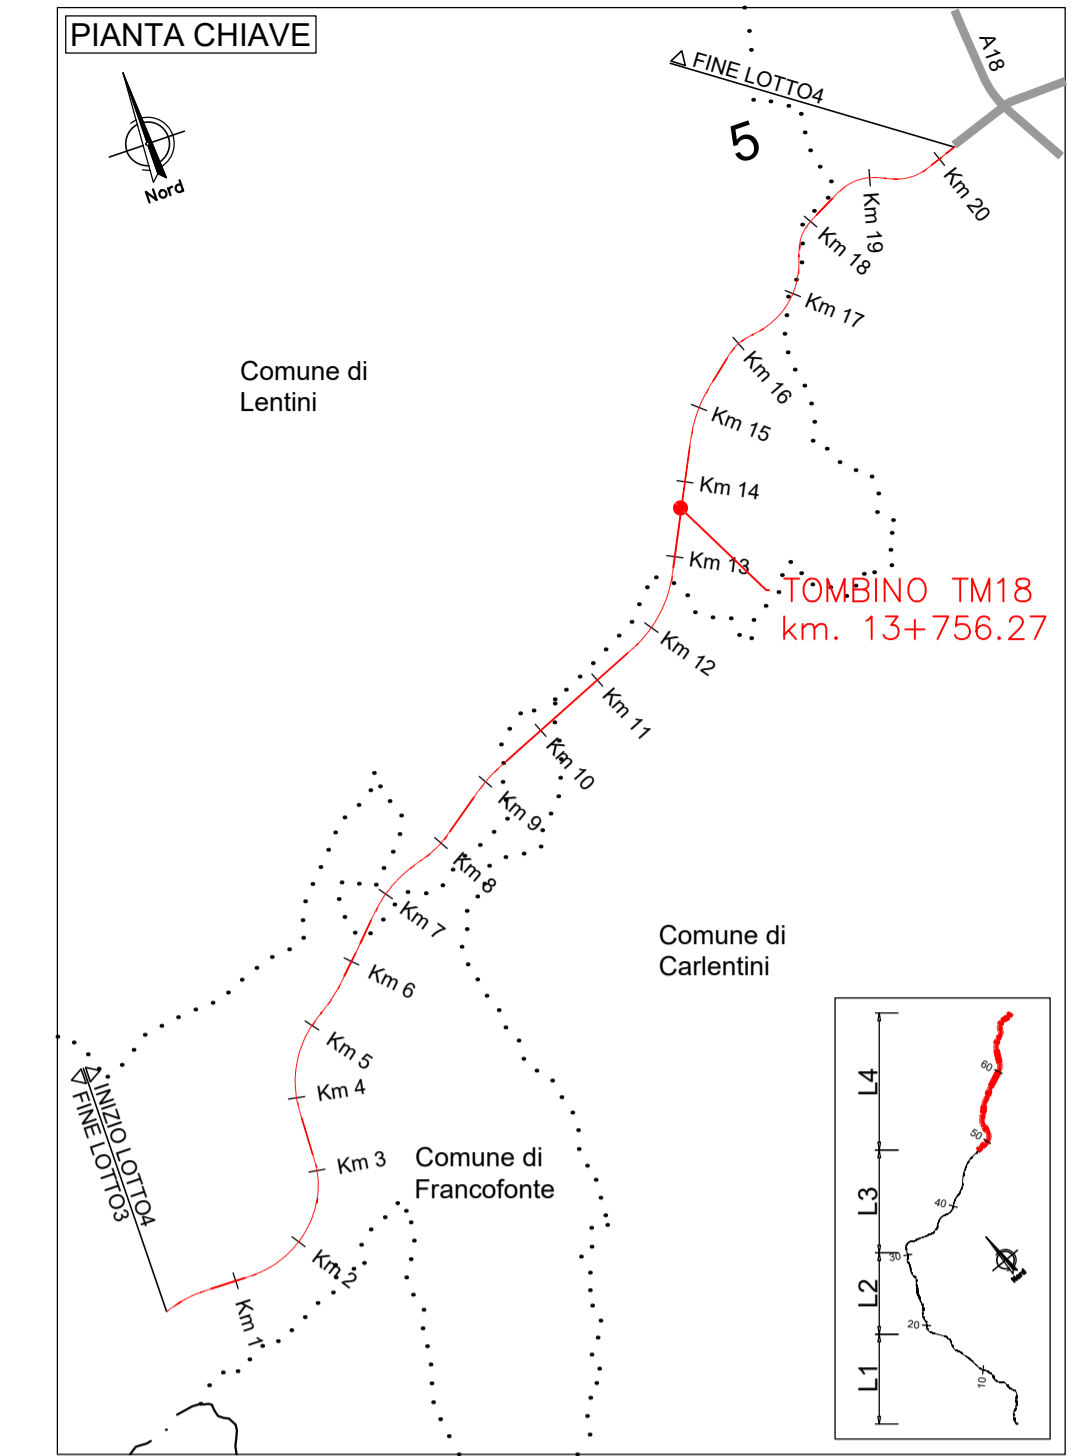 PIANTA CHIAVE
Nord
A18
FINE LOTTO4
5
Km 20
Km 19
Km 18
Km 17
Comune di
Lentini
Km 16
Km 15
Km 14
Km 13
TOMBINO TM18
km. 13+756.27
Km 12
Km 11
Km 10
Km 9
Km 8
Km 7
Comune di
Carlentini
Km 6
Km 5
Km 4
INIZIO LOTTO4
FINE LOTTO3
Km 3
Comune di
Francofonte
Km 2
Km 1
L4
60
50
L3
40
30
Nord
L2
20
L1
10